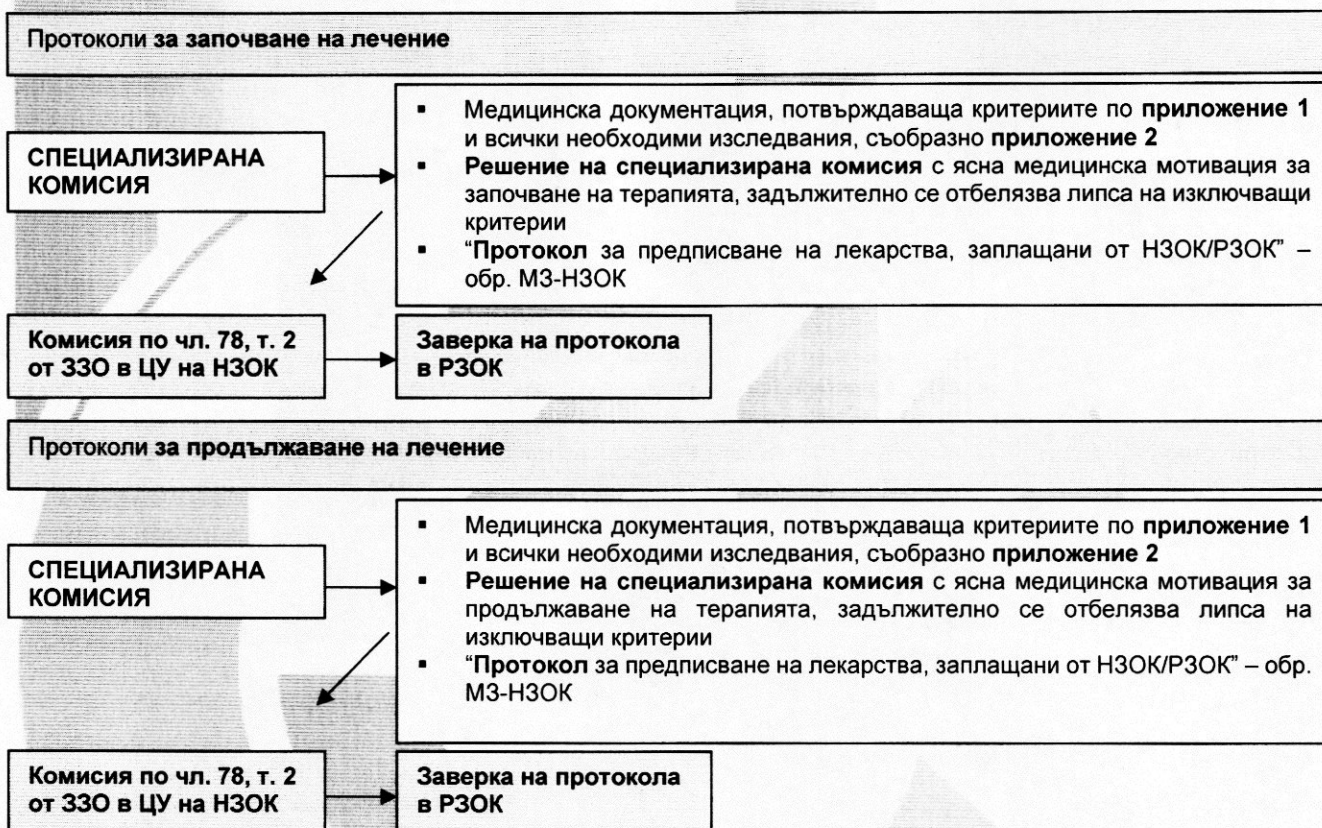 Протоколи за започване на лечение
СПЕЦИАЛИЗИРАНА
КОМИСИЯ
▪ Медицинска документация, потвърждаваща критериите по приложение 1
и всички необходими изследвания, съобразно приложение 2
▪ Решение на специализирана комисия с ясна медицинска мотивация за
започване на терапията, задължително се отбелязва липса на изключващи
критерии
▪ “Протокол за предписване на лекарства, заплащани от НЗОК/РЗОК” –
обр. МЗ-НЗОК
Комисия по чл. 78, т. 2
от ЗЗО в ЦУ на НЗОК
Заверка на протокола
в РЗОК
Протоколи за продължаване на лечение
СПЕЦИАЛИЗИРАНА
КОМИСИЯ
▪ Медицинска документация, потвърждаваща критериите по приложение 1
и всички необходими изследвания, съобразно приложение 2
▪ Решение на специализирана комисия с ясна медицинска мотивация за
продължаване на терапията, задължително се отбелязва липса на
изключващи критерии
▪ “Протокол за предписване на лекарства, заплащани от НЗОК/РЗОК” – обр.
МЗ-НЗОК
Комисия по чл. 78, т. 2
от ЗЗО в ЦУ на НЗОК
Заверка на протокола
в РЗОК